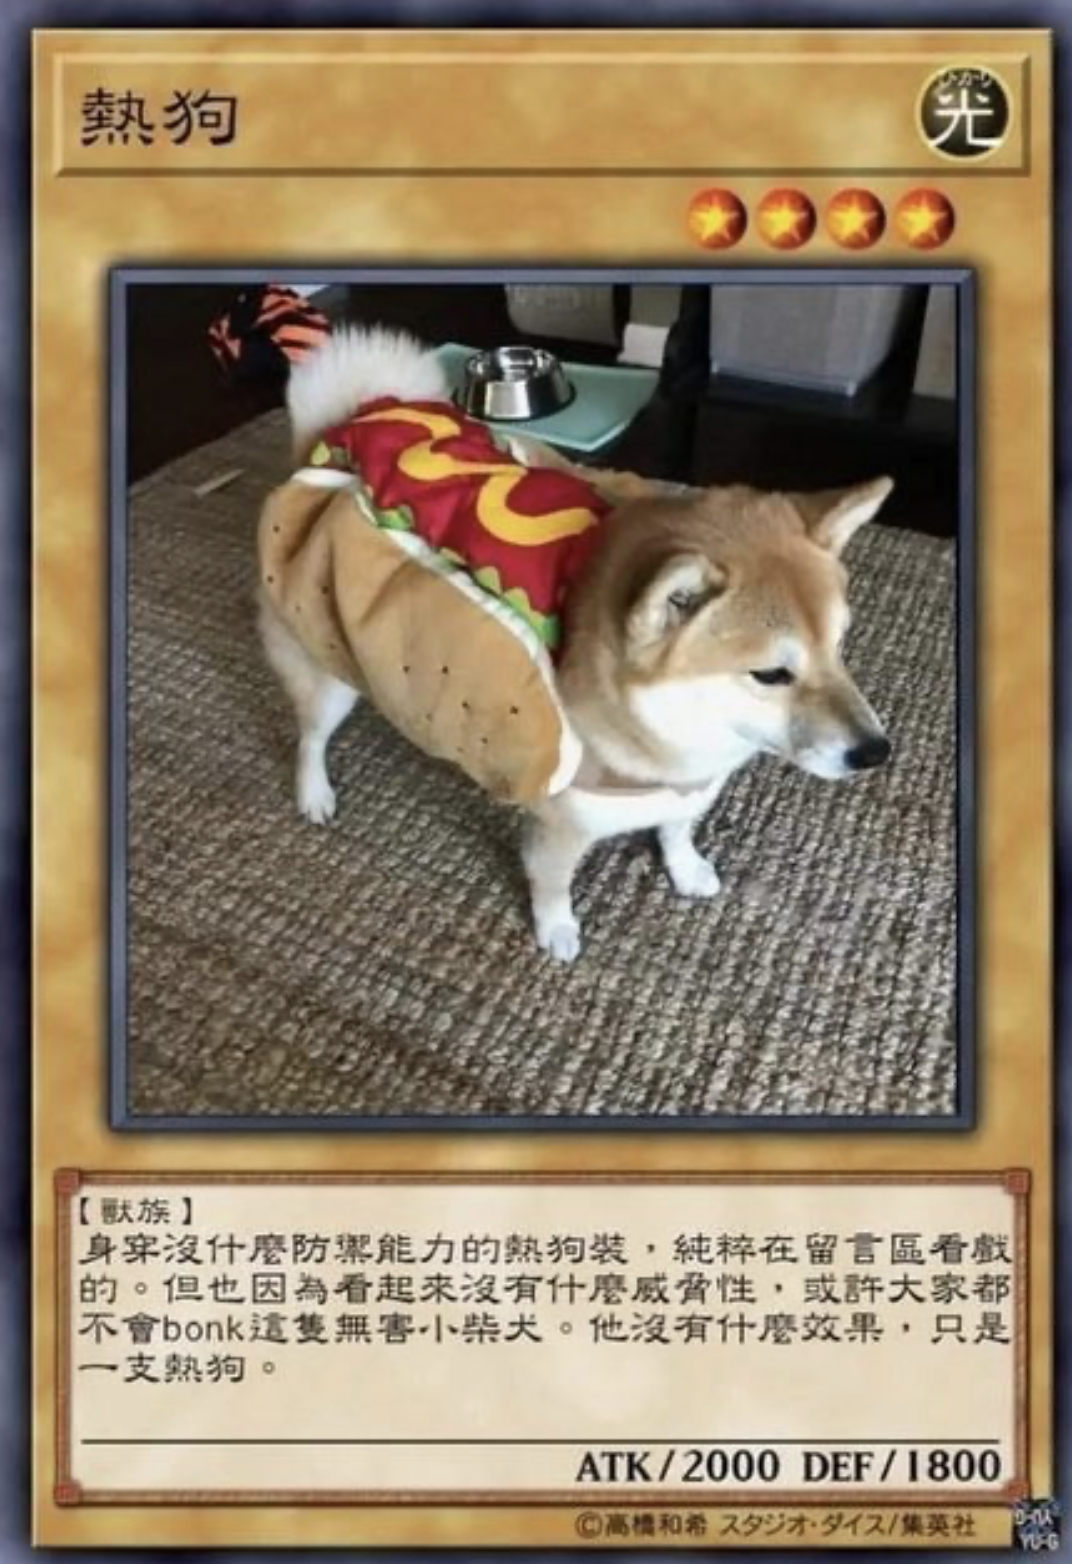 熱狗
ひかり
光
【獸族】
身穿沒什麼防禦能力的熱狗裝，純粹在留言區看戲
的。但也因為看起來沒有什麼威脅性，或許大家都
不會bonk這隻無害小柴犬。他沒有什麼效果，只是
一支熱狗。
ATK/2000 DEF/1800
©高橋和希 スタジオ・ダイス/集英社